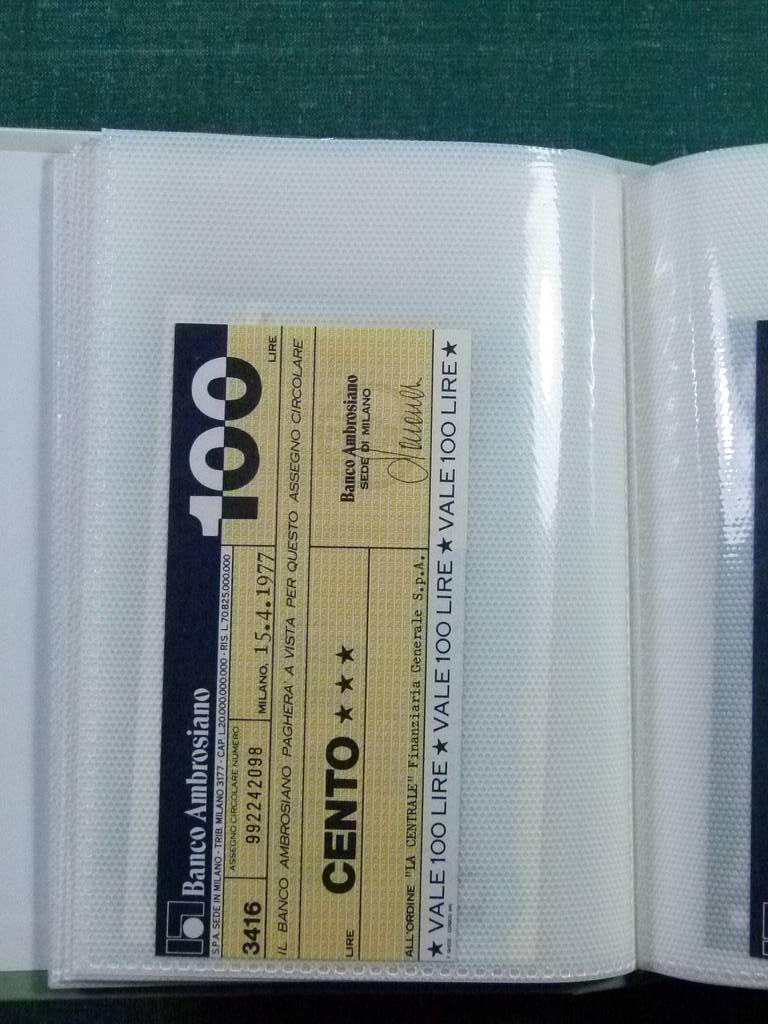 Banco Ambrosiano
100
LIRE
S.P.A. SEDE IN MILANO - TRIB. MILANO 3177 - CAP. L. 20.000.000.000 - RIS. L. 70.825.000.000
ASSEGNO CIRCOLARE NUMERO
3416 992242098 MILANO, 15.4.1977
IL BANCO AMBROSIANO PAGHERA' A VISTA PER QUESTO ASSEGNO CIRCOLARE
LIRE CENTO ★ ★ ★
Banco Ambrosiano
SEDE DI MILANO
ALL'ORDINE "LA CENTRALE" Finanziaria Generale S.p.A.
★ VALE 100 LIRE ★ VALE 100 LIRE ★ VALE 100 LIRE ★